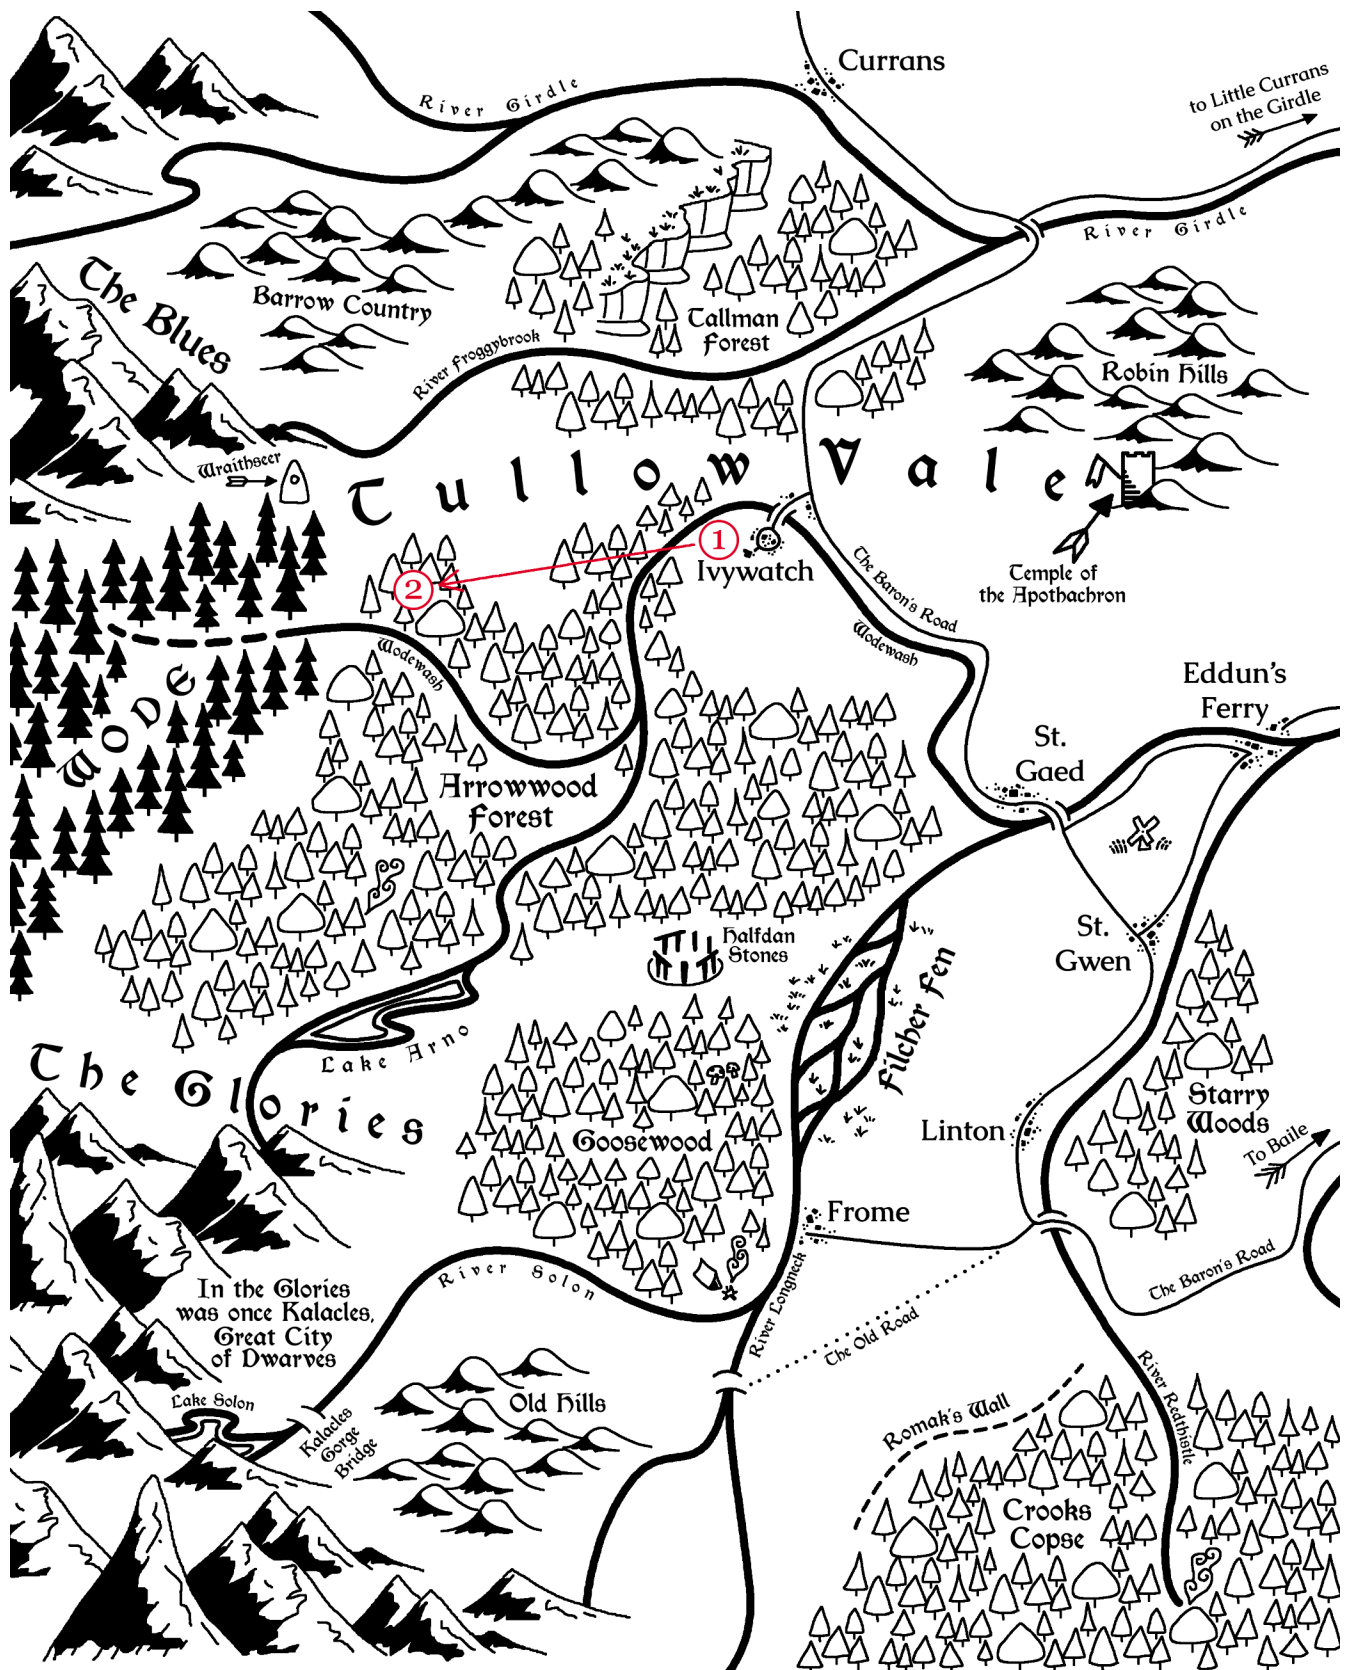 Currans
to Little Currans
on the Girdle
River Girdle
River Girdle
The Blues
Barrow Country
Tallman
Forest
River Froggybrook
Robin Hills
Wraithseer
Tullow Vale
1
Ivywatch
2
Temple of
the Apothachron
The Baron's Road
Wodewash
Wodewash
WODE
Eddun's
Ferry
St.
Gaed
Arrowwood
Forest
St.
Gwen
Halfdan
Stones
Filcher Fen
Lake Arno
The Glories
Starry
Woods
Linton
Goosewood
To Baile
Frome
River Solon
River Longneck
The Baron's Road
In the Glories
was once Kalacles,
Great City
of Dwarves
The Old Road
Lake Solon
Kalacles
Gorge
Bridge
Old Hills
Romak's Wall
River Redthistle
Crooks
Copse